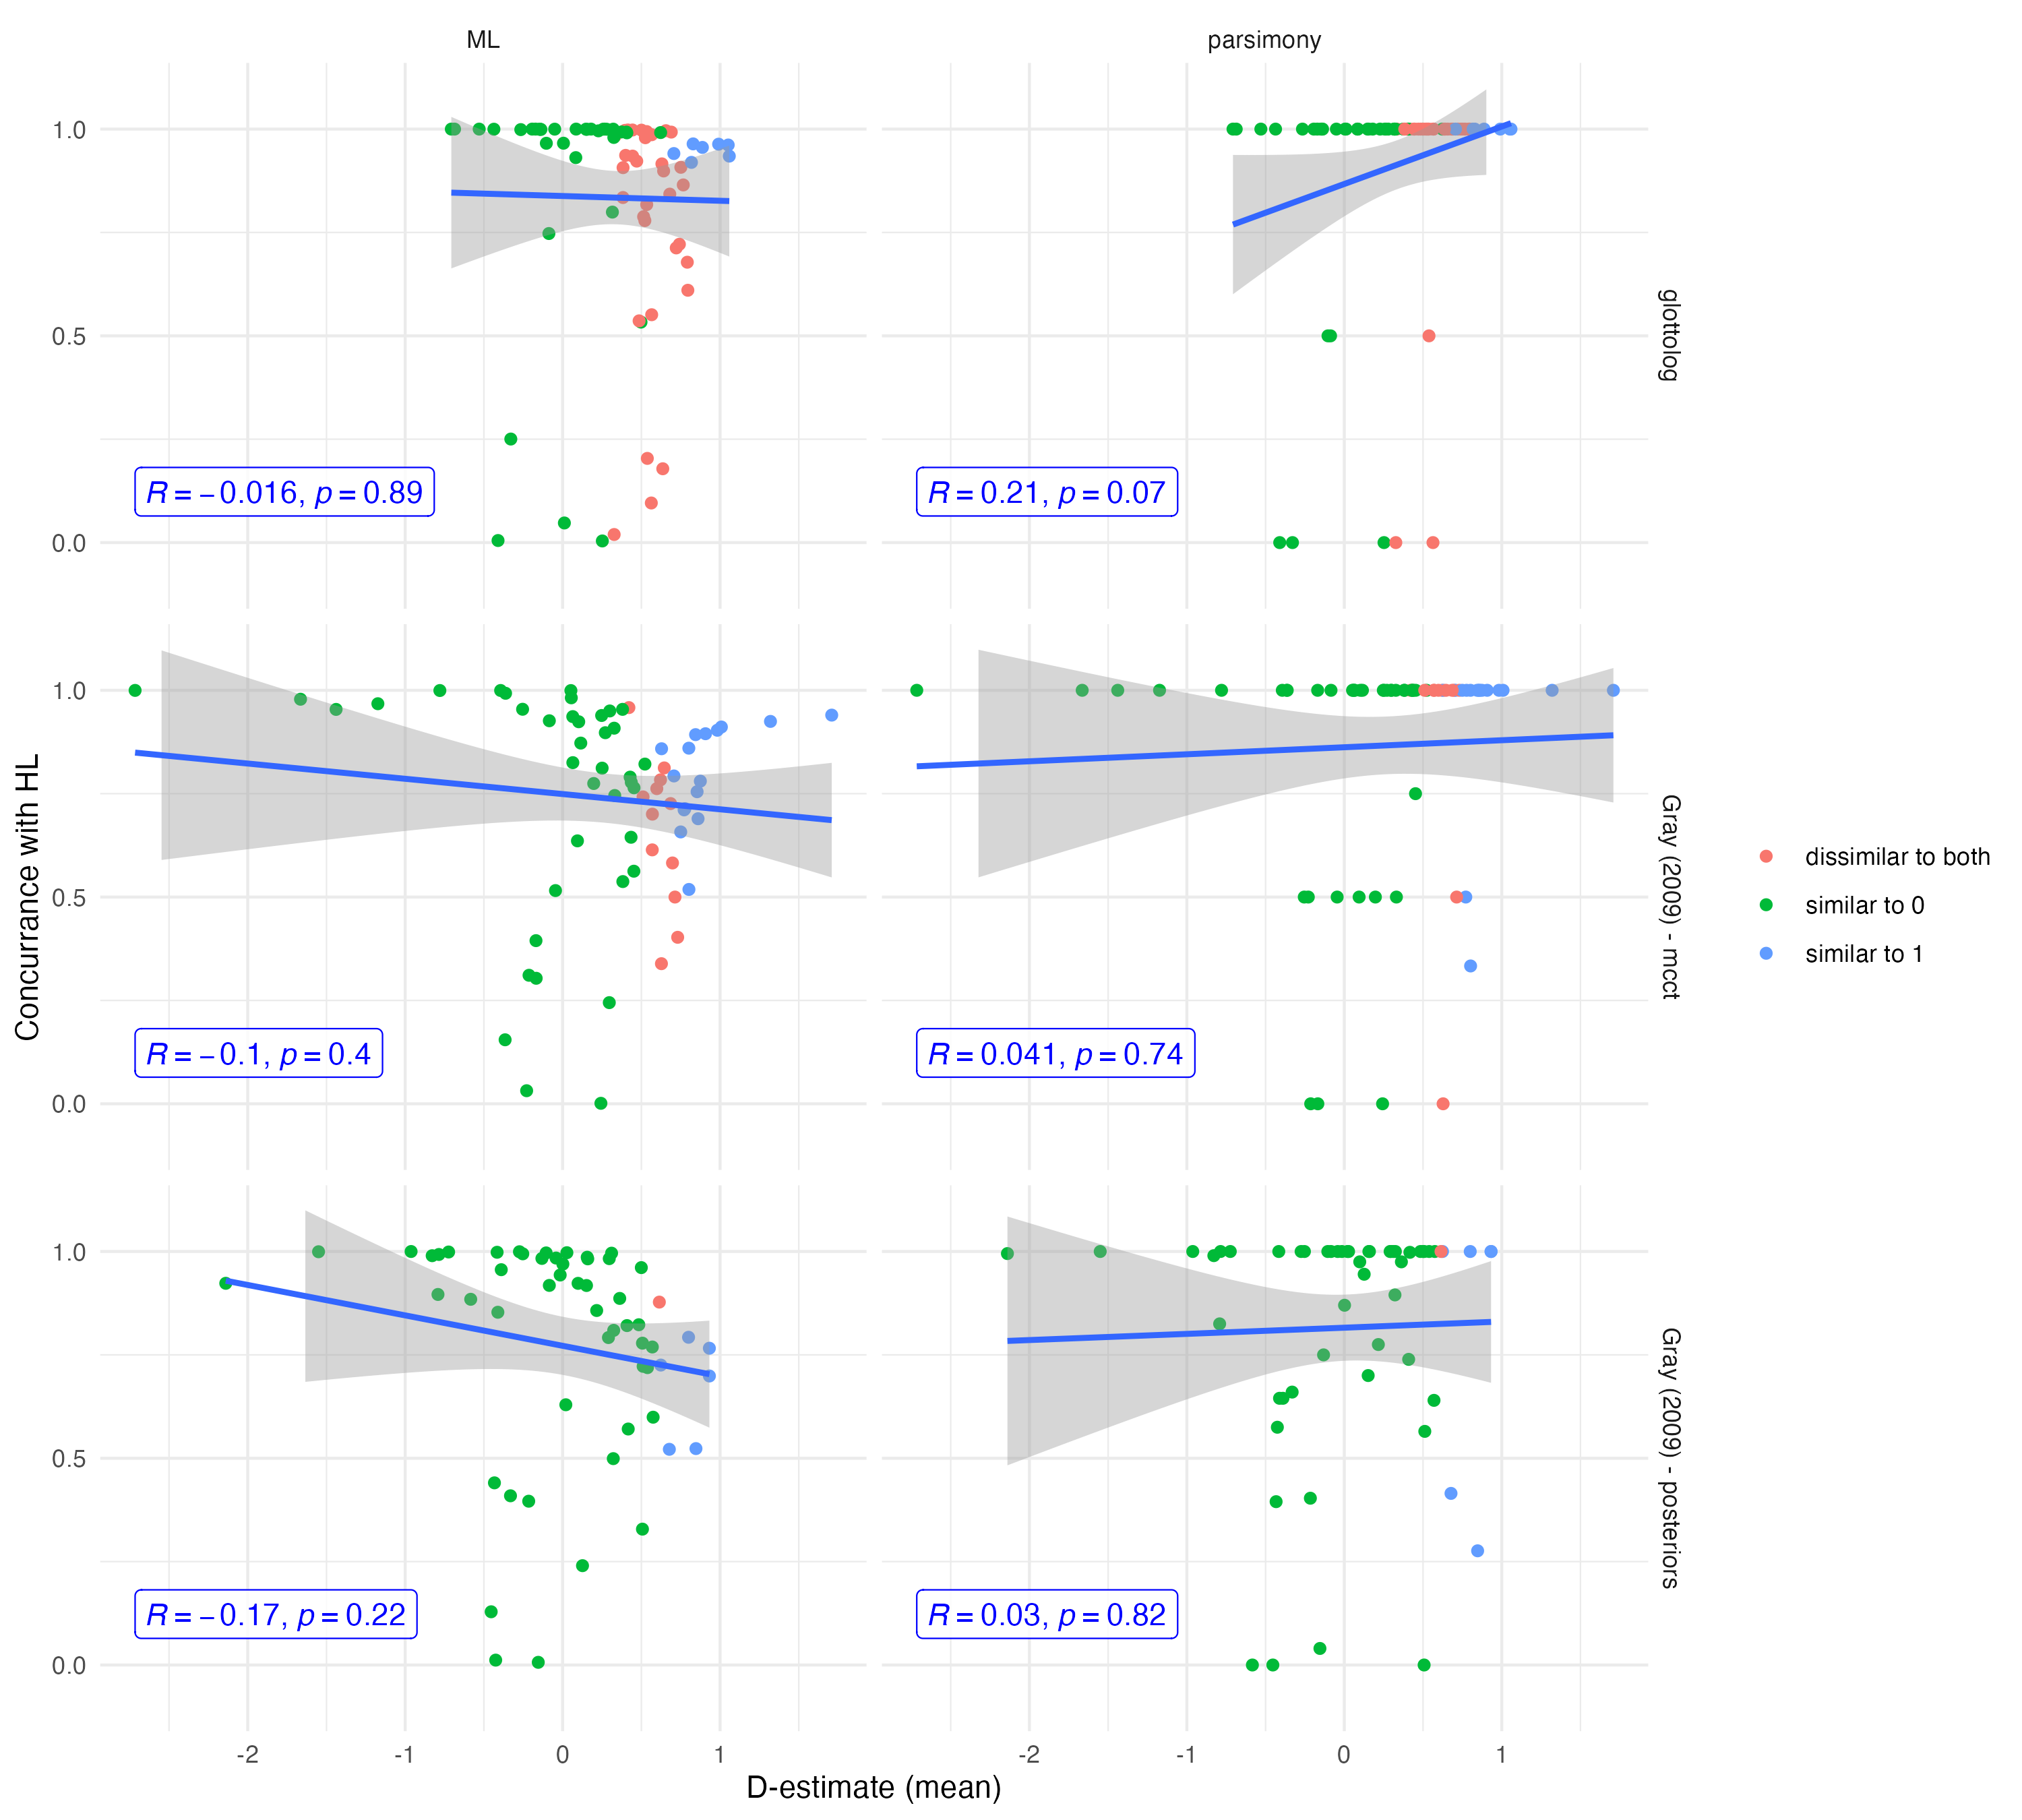 ML
parsimony
1.0
0.5
0.0
R = −0.016, p = 0.89
R = 0.21, p = 0.07
glottolog
1.0
0.5
0.0
R = −0.1, p = 0.4
R = 0.041, p = 0.74
Gray (2009) - mcct
1.0
0.5
0.0
R = −0.17, p = 0.22
R = 0.03, p = 0.82
Gray (2009) - posteriors
Concurrance with HL
-2 -1 0 1
-2 -1 0 1
D-estimate (mean)
dissimilar to both
similar to 0
similar to 1